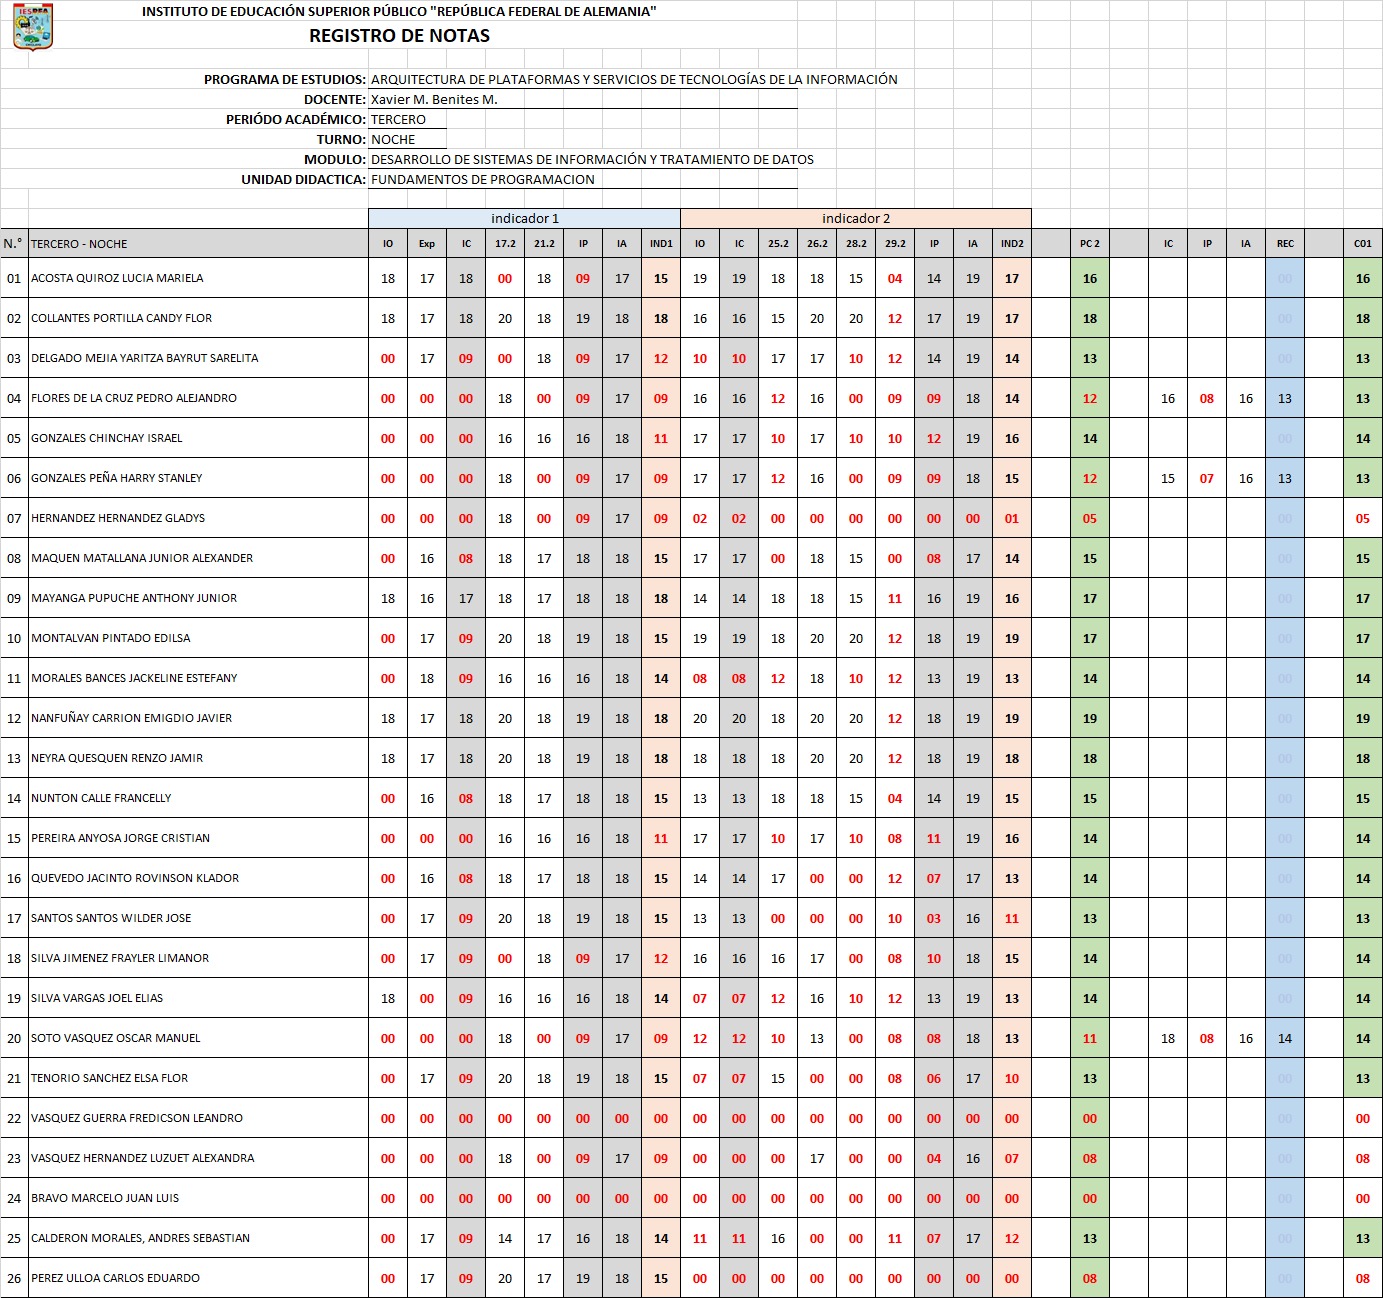 IESRFA
INSTITUTO DE EDUCACIÓN SUPERIOR PÚBLICO "REPÚBLICA FEDERAL DE ALEMANIA"
REGISTRO DE NOTAS
PROGRAMA DE ESTUDIOS: ARQUITECTURA DE PLATAFORMAS Y SERVICIOS DE TECNOLOGÍAS DE LA INFORMACIÓN
DOCENTE: Xavier M. Benites M.
PERIÓDO ACADÉMICO: TERCERO
TURNO: NOCHE
MODULO: DESARROLLO DE SISTEMAS DE INFORMACIÓN Y TRATAMIENTO DE DATOS
UNIDAD DIDACTICA: FUNDAMENTOS DE PROGRAMACION
indicador 1 indicador 2
N.° TERCERO - NOCHE IO Exp IC 17.2 21.2 IP IA IND1 IO IC 25.2 26.2 28.2 29.2 IP IA IND2 PC 2 IC IP IA REC C01
01 ACOSTA QUIROZ LUCIA MARIELA 18 17 18 00 18 09 17 15 19 19 18 18 15 04 14 19 17 16 00 16
02 COLLANTES PORTILLA CANDY FLOR 18 17 18 20 18 19 18 18 16 16 15 20 20 12 17 19 17 18 00 18
03 DELGADO MEJIA YARITZA BAYRUT SARELITA 00 17 09 00 18 09 17 12 10 10 17 17 10 12 14 19 14 13 00 13
04 FLORES DE LA CRUZ PEDRO ALEJANDRO 00 00 00 18 00 09 17 09 16 16 12 16 00 09 09 18 14 12 16 08 16 13 13
05 GONZALES CHINCHAY ISRAEL 00 00 00 16 16 16 18 11 17 17 10 17 10 10 12 19 16 14 00 14
06 GONZALES PEÑA HARRY STANLEY 00 00 00 18 00 09 17 09 17 17 12 16 00 09 09 18 15 12 15 07 16 13 13
07 HERNANDEZ HERNANDEZ GLADYS 00 00 00 18 00 09 17 09 02 02 00 00 00 00 00 00 01 05 00 05
08 MAQUEN MATALLANA JUNIOR ALEXANDER 00 16 08 18 17 18 18 15 17 17 00 18 15 00 08 17 14 15 00 15
09 MAYANGA PUPUCHE ANTHONY JUNIOR 18 16 17 18 17 18 18 18 14 14 18 18 15 11 16 19 16 17 00 17
10 MONTALVAN PINTADO EDILSA 00 17 09 20 18 19 18 15 19 19 18 20 20 12 18 19 19 17 00 17
11 MORALES BANCES JACKELINE ESTEFANY 00 18 09 16 16 16 18 14 08 08 12 18 10 12 13 19 13 14 00 14
12 NANFUÑAY CARRION EMIGDIO JAVIER 18 17 18 20 18 19 18 18 20 20 18 20 20 12 18 19 19 19 00 19
13 NEYRA QUESQUEN RENZO JAMIR 18 17 18 20 18 19 18 18 18 18 18 20 20 12 18 19 18 18 00 18
14 NUNTON CALLE FRANCELLY 00 16 08 18 17 18 18 15 13 13 18 18 15 04 14 19 15 15 00 15
15 PEREIRA ANYOSA JORGE CRISTIAN 00 00 00 16 16 16 18 11 17 17 10 17 10 08 11 19 16 14 00 14
16 QUEVEDO JACINTO ROVINSON KLADOR 00 16 08 18 17 18 18 15 14 14 17 00 00 12 07 17 13 14 00 14
17 SANTOS SANTOS WILDER JOSE 00 17 09 20 18 19 18 15 13 13 00 00 00 10 03 16 11 13 00 13
18 SILVA JIMENEZ FRAYLER LIMANOR 00 17 09 00 18 09 17 12 16 16 16 17 00 08 10 18 15 14 00 14
19 SILVA VARGAS JOEL ELIAS 18 00 09 16 16 16 18 14 07 07 12 16 10 12 13 19 13 14 00 14
20 SOTO VASQUEZ OSCAR MANUEL 00 00 00 18 00 09 17 09 12 12 10 13 00 08 08 18 13 11 18 08 16 14 14
21 TENORIO SANCHEZ ELSA FLOR 00 17 09 20 18 19 18 15 07 07 15 00 00 08 06 17 10 13 00 13
22 VASQUEZ GUERRA FREDICSON LEANDRO 00 00 00 00 00 00 00 00 00 00 00 00 00 00 00 00 00 00 00 00
23 VASQUEZ HERNANDEZ LUZUET ALEXANDRA 00 00 00 18 00 09 17 09 00 00 00 17 00 00 04 16 07 08 00 08
24 BRAVO MARCELO JUAN LUIS 00 00 00 00 00 00 00 00 00 00 00 00 00 00 00 00 00 00 00 00
25 CALDERON MORALES, ANDRES SEBASTIAN 00 17 09 14 17 16 18 14 11 11 16 00 00 11 07 17 12 13 00 13
26 PEREZ ULLOA CARLOS EDUARDO 00 17 09 20 17 19 18 15 00 00 00 00 00 00 00 00 00 08 00 08